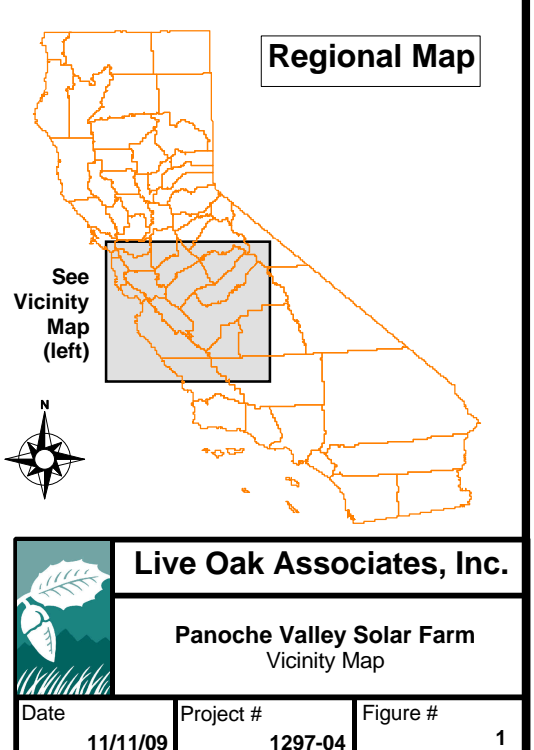 Regional Map
See
Vicinity
Map
(left)
N
Live Oak Associates, Inc.
Panoche Valley Solar Farm
Vicinity Map
Date
Project #
Figure #
11/11/09
1297-04
1